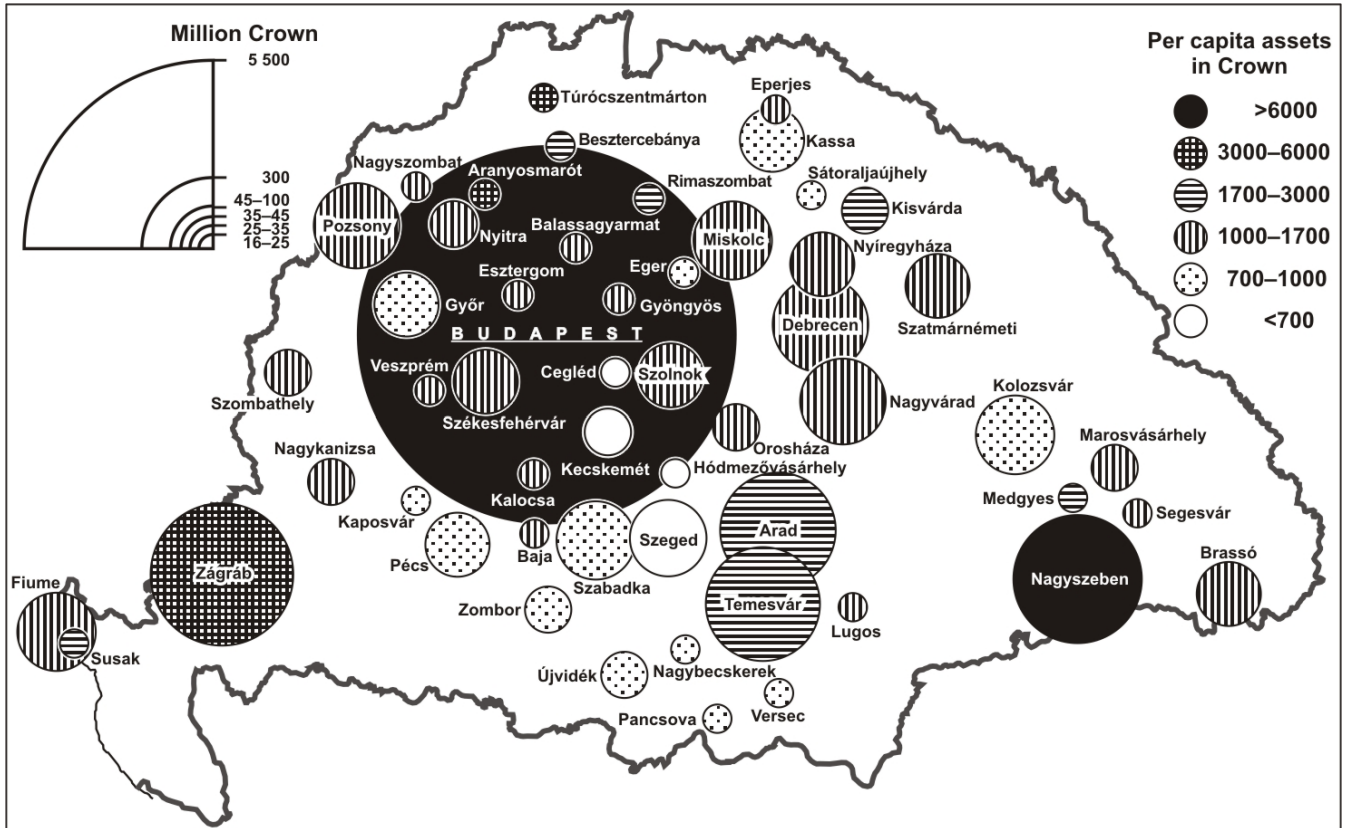 Million Crown
5 500
300
45–100
35–45
25–35
16–25
Per capita assets
in Crown
>6000
3000–6000
1700–3000
1000–1700
700–1000
<700
Túrócszentmárton
Eperjes
Kassa
Besztercebánya
Nagyszombat
Aranyosmarót
Rimaszombat
Sátoraljaújhely
Kisvárda
Pozsony
Nyitra
Balassagyarmat
Miskolc
Nyíregyháza
Esztergom
Eger
Győr
Gyöngyös
Debrecen
Szatmárnémeti
BUDAPEST
Veszprém
Cegléd
Szolnok
Szombathely
Kolozsvár
Nagyvárad
Székesfehérvár
Nagykanizsa
Orosháza
Marosvásárhely
Kecskemét
Hódmezővásárhely
Kalocsa
Medgyes
Segesvár
Kaposvár
Arad
Szeged
Baja
Pécs
Brassó
Zágráb
Nagyszeben
Fiume
Szabadka
Temesvár
Zombor
Lugos
Susak
Újvidék
Nagybecskerek
Pancsova
Versec